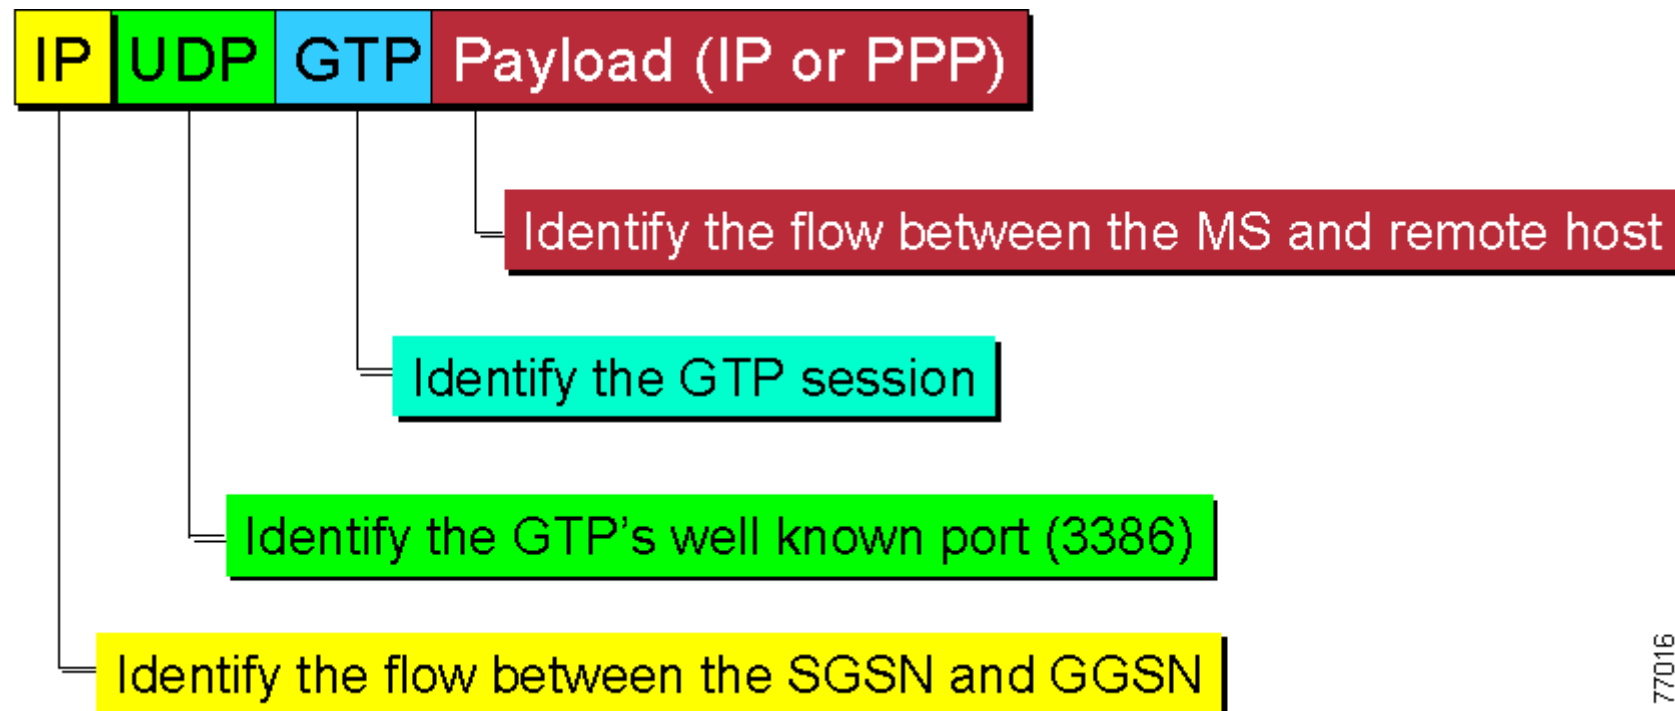 IP UDP GTP Payload (IP or PPP)
Identify the flow between the MS and remote host
Identify the GTP session
Identify the GTP's well known port (3386)
Identify the flow between the SGSN and GGSN
77016